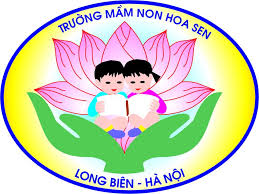 TRƯỜNG MẦM NON HOA SEN
LONG BIÊN - HÀ NỘI